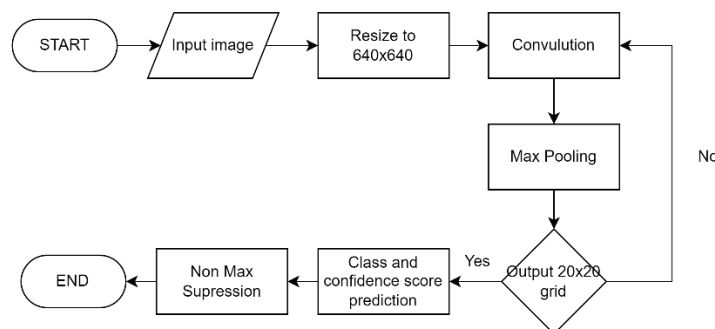 START
Input image
Resize to
640x640
Convulution
Max Pooling
No
Output 20x20
grid
Yes
Class and
confidence score
prediction
Non Max
Supression
END